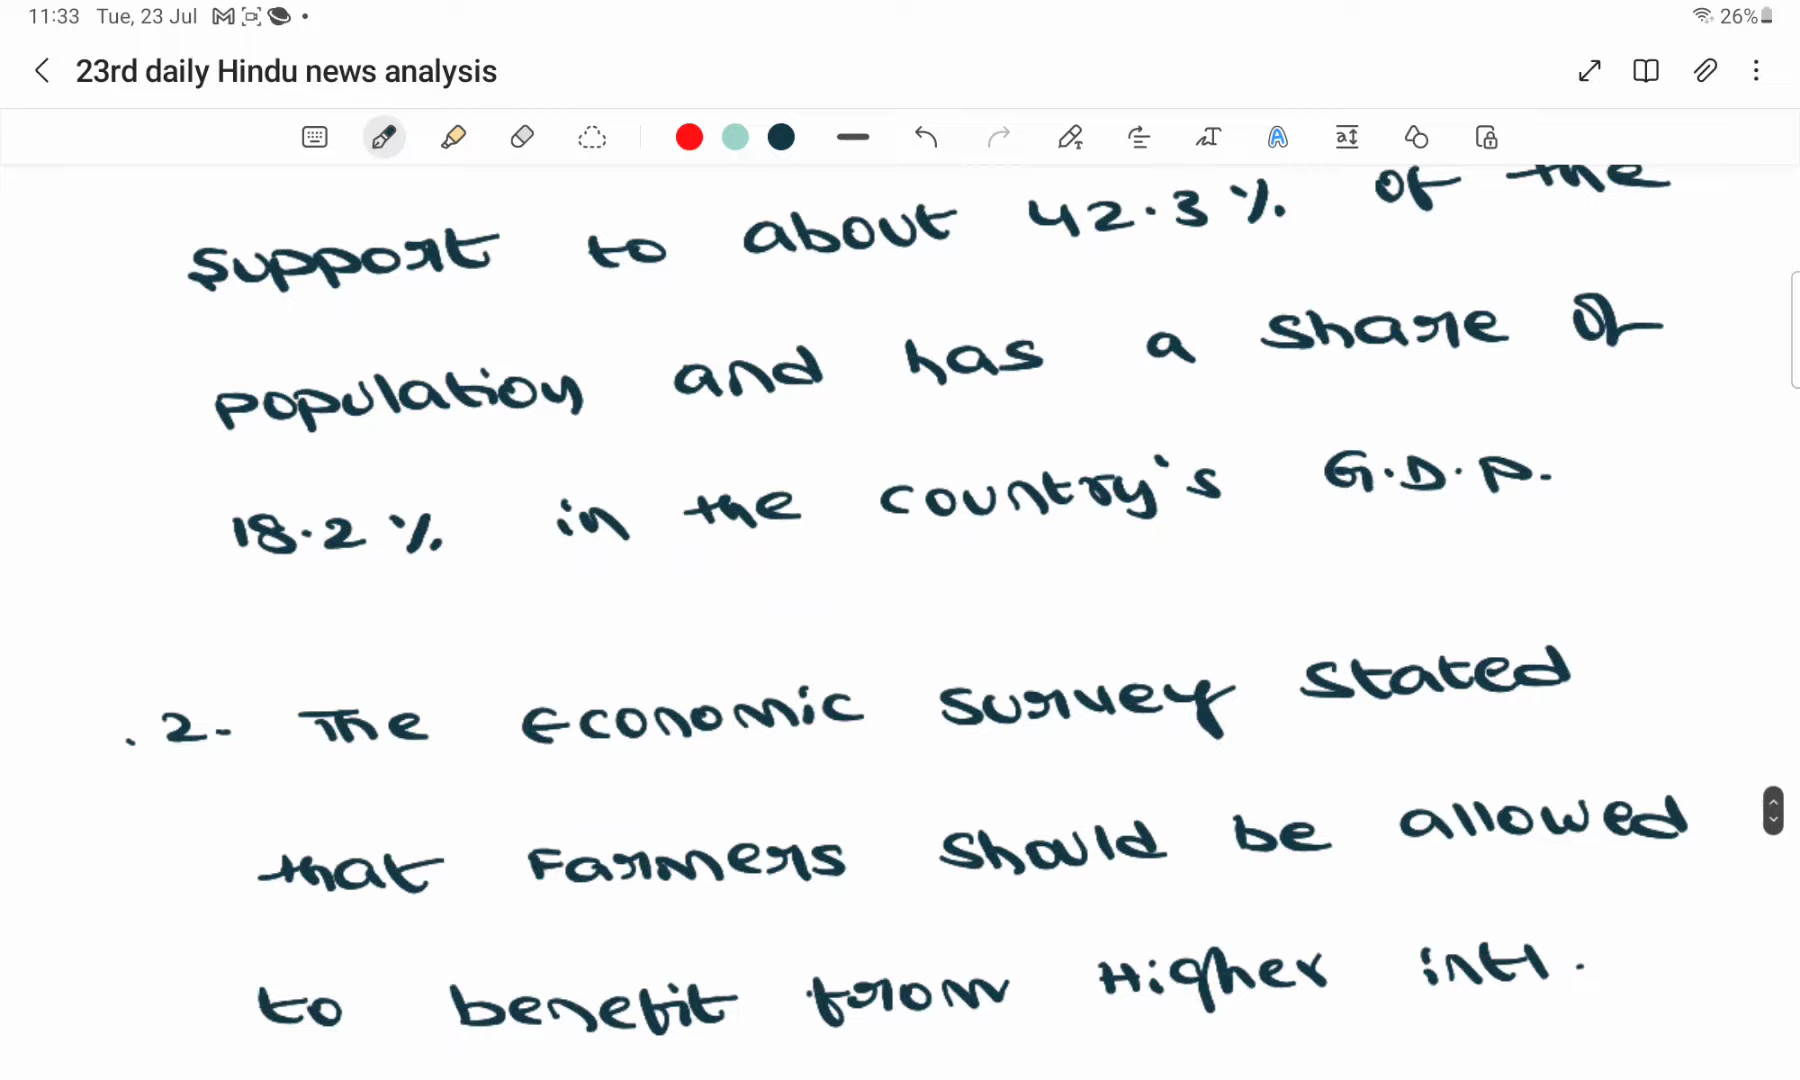 11:33 Tue, 23 Jul 26%
23rd daily Hindu news analysis
support to about 42.3% of the
population and has a share of
18.2% in the country's G.D.P.
2- The Economic Survey stated
that Farmers should be allowed
to benefit from Higher intl.